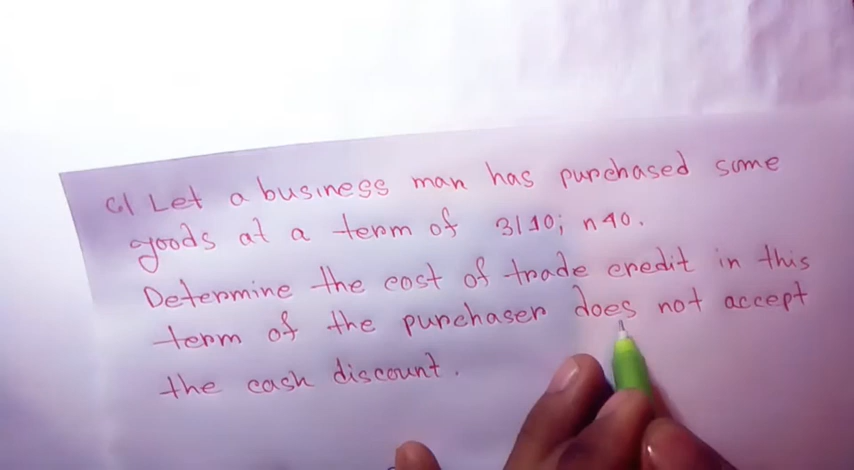 Q1 Let a business man has purchased some
goods at a term of 3/10; n40.
Determine the cost of trade credit in this
term of the purchaser does not accept
the cash discount.